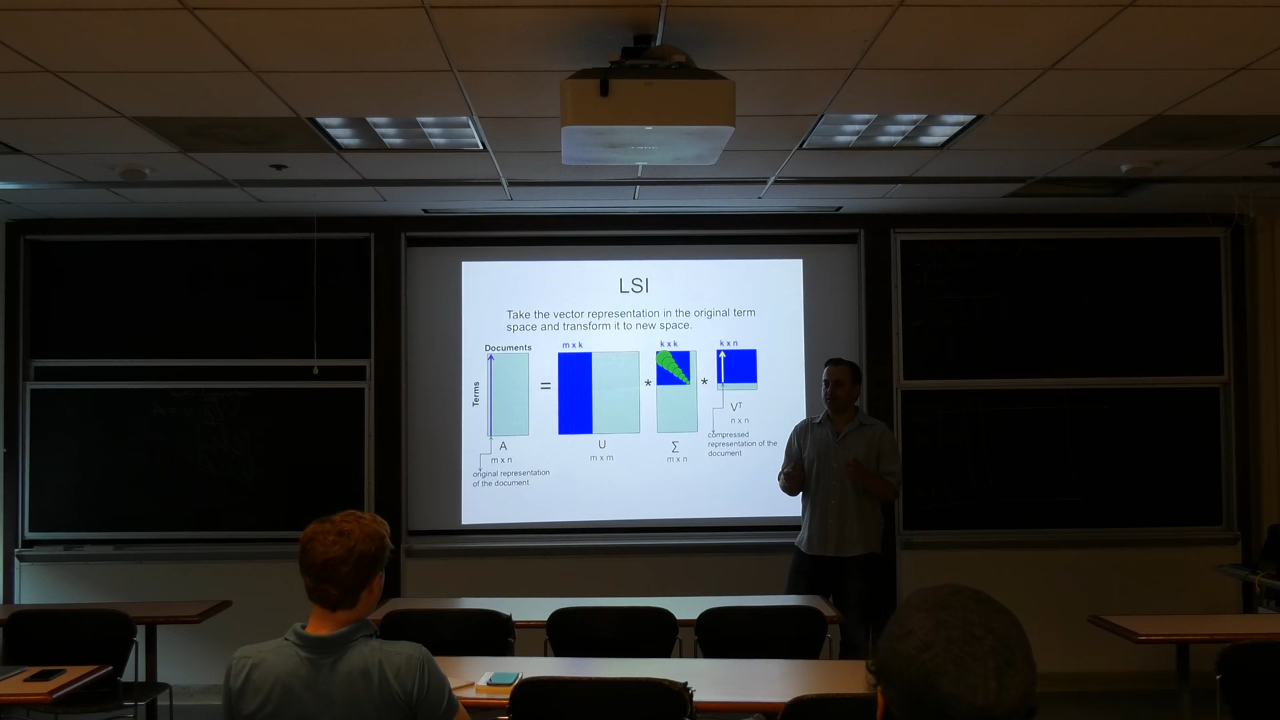 LSI
Take the vector representation in the original term
space and transform it to new space.
Documents
m x k
k x k
k x n
Terms
=
*
*
A
m x n
U
m x m
Σ
m x n
Vᵀ
n x n
original representation
of the document
compressed
representation of the
document